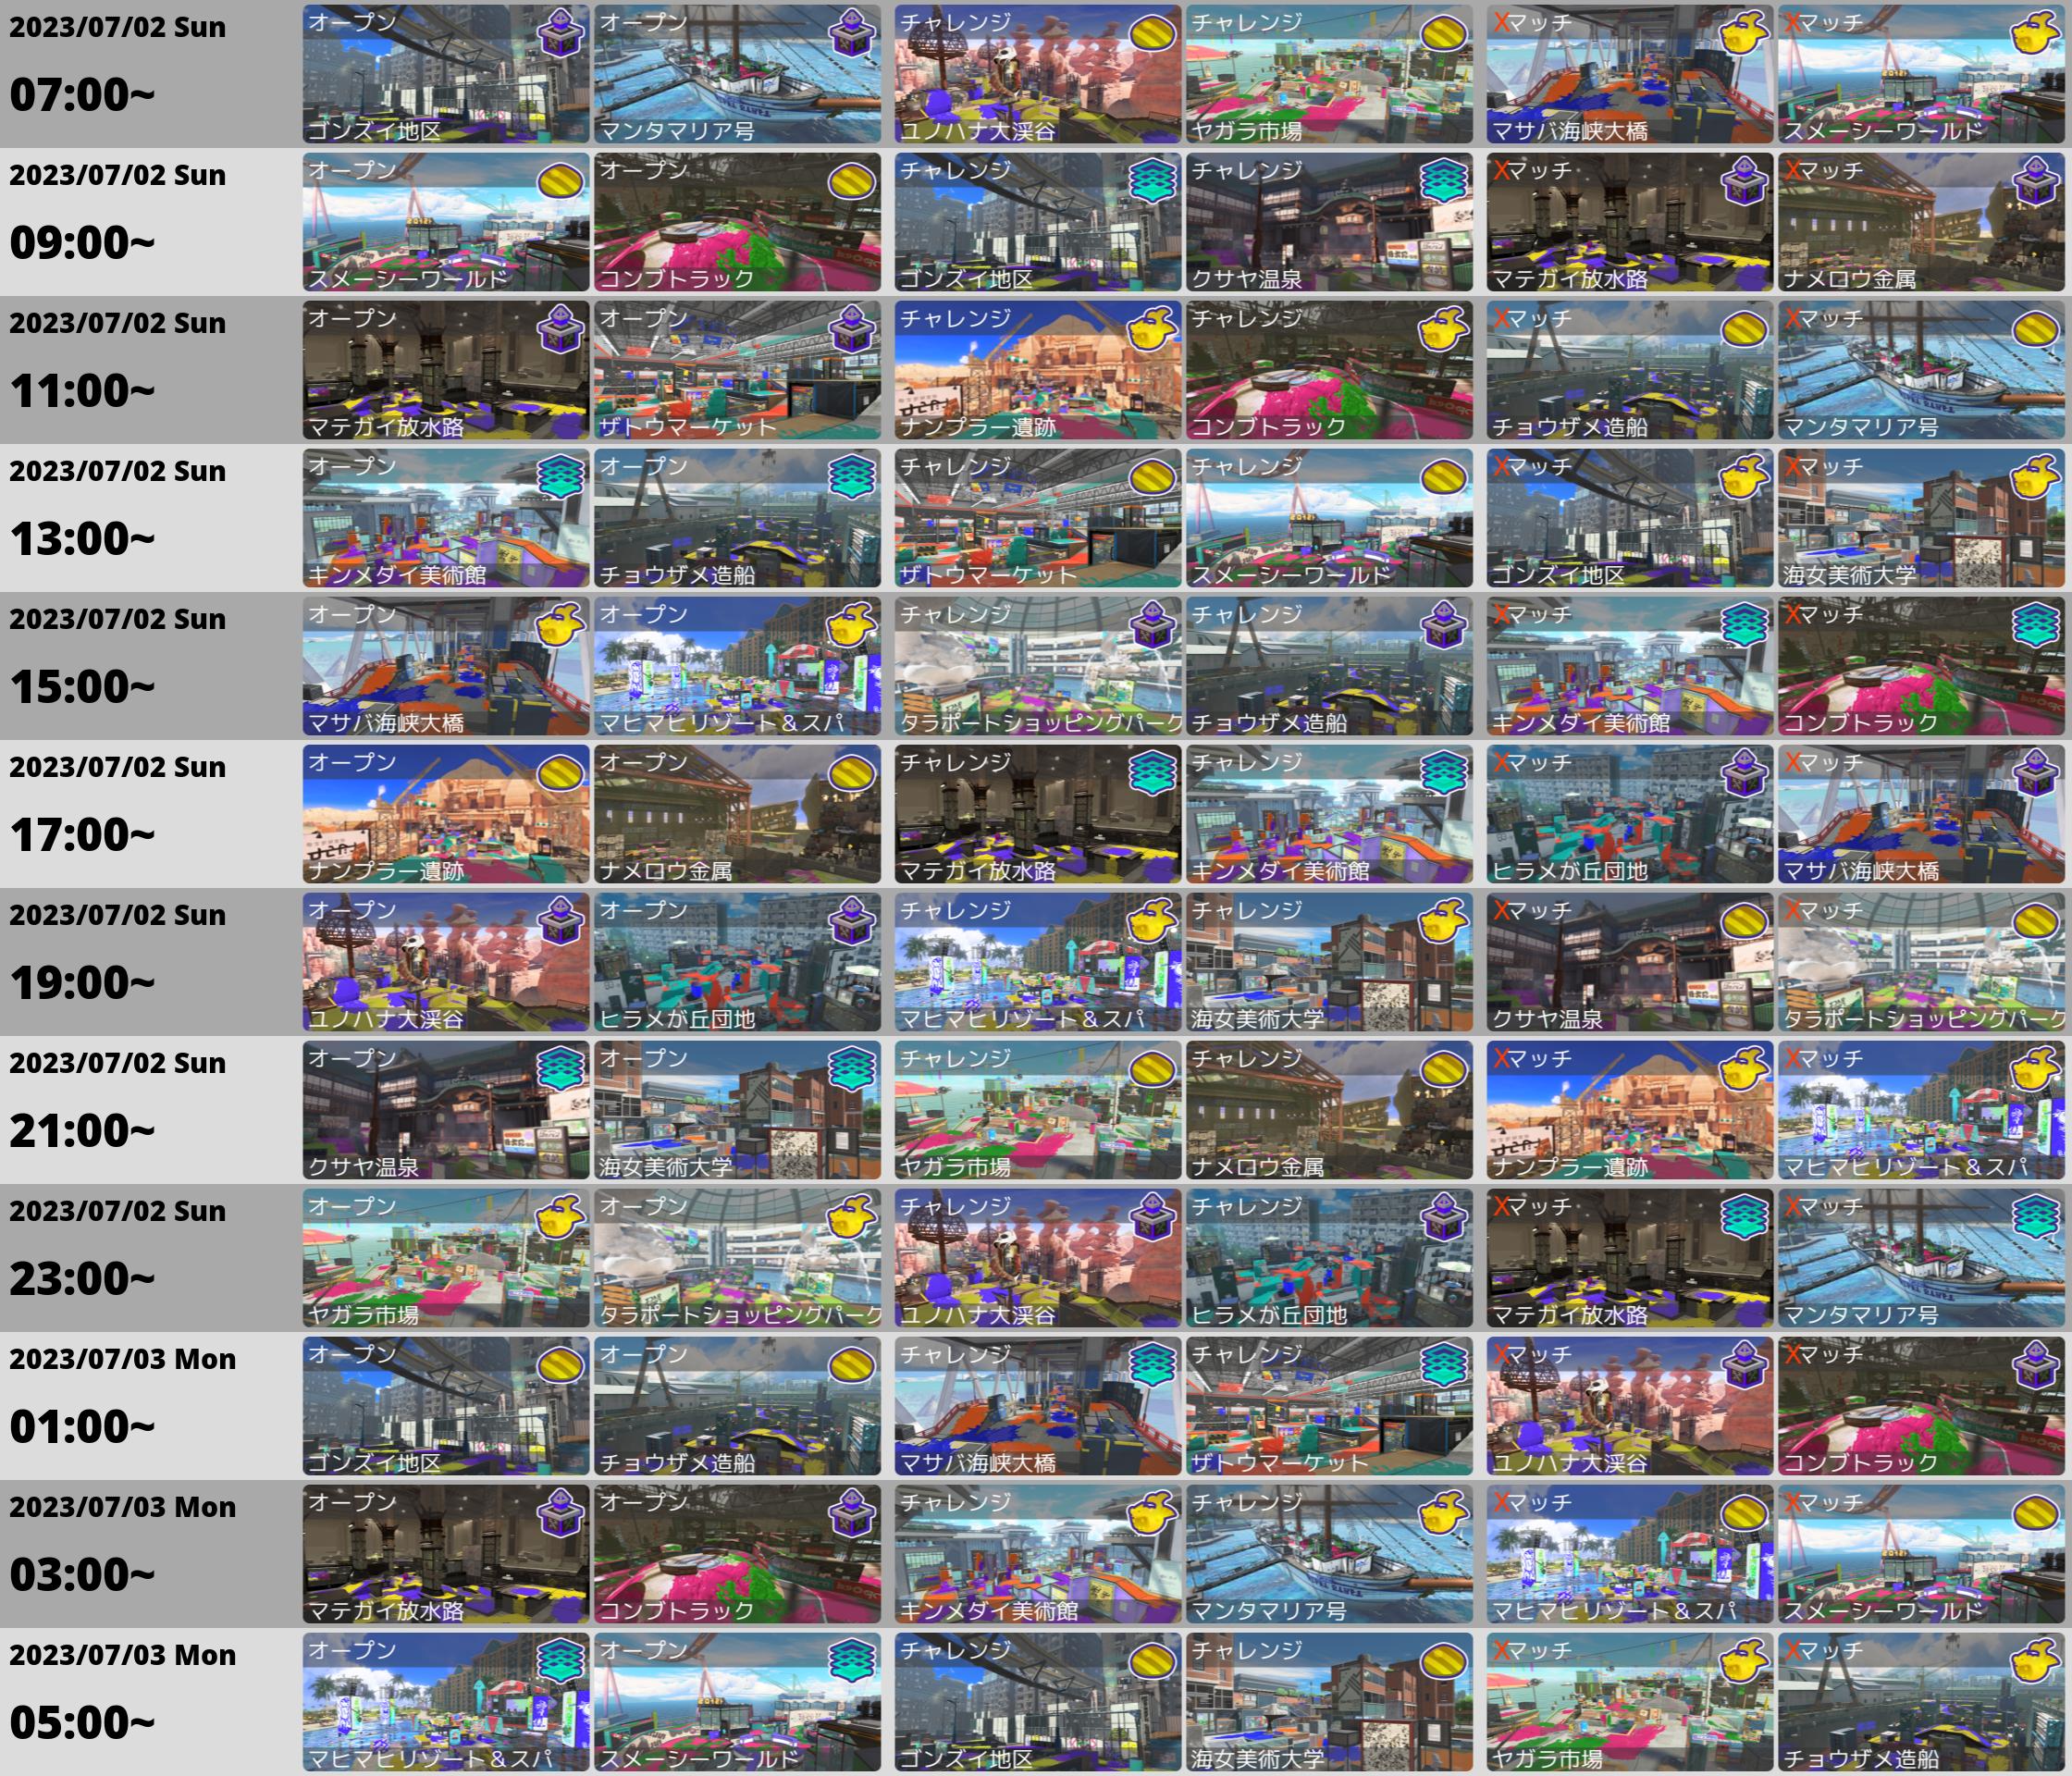 2023/07/02 Sun
07:00~
オープン オープン チャレンジ チャレンジ Xマッチ Xマッチ
ゴンズイ地区 マンタマリア号 ユノハナ大渓谷 ヤガラ市場 マサバ海峡大橋 スメーシーワールド
2023/07/02 Sun
09:00~
オープン オープン チャレンジ チャレンジ Xマッチ Xマッチ
スメーシーワールド コンブトラック ゴンズイ地区 クサヤ温泉 マテガイ放水路 ナメロウ金属
2023/07/02 Sun
11:00~
オープン オープン チャレンジ チャレンジ Xマッチ Xマッチ
マテガイ放水路 ザトウマーケット ナンプラー遺跡 コンブトラック チョウザメ造船 マンタマリア号
2023/07/02 Sun
13:00~
オープン オープン チャレンジ チャレンジ Xマッチ Xマッチ
キンメダイ美術館 チョウザメ造船 ザトウマーケット スメーシーワールド ゴンズイ地区 海女美術大学
2023/07/02 Sun
15:00~
オープン オープン チャレンジ チャレンジ Xマッチ Xマッチ
マサバ海峡大橋 マヒマヒリゾート＆スパ タラポートショッピングパーク チョウザメ造船 キンメダイ美術館 コンブトラック
2023/07/02 Sun
17:00~
オープン オープン チャレンジ チャレンジ Xマッチ Xマッチ
ナンプラー遺跡 ナメロウ金属 マテガイ放水路 キンメダイ美術館 ヒラメが丘団地 マサバ海峡大橋
2023/07/02 Sun
19:00~
オープン オープン チャレンジ チャレンジ Xマッチ Xマッチ
ユノハナ大渓谷 ヒラメが丘団地 マヒマヒリゾート＆スパ 海女美術大学 クサヤ温泉 タラポートショッピングパーク
2023/07/02 Sun
21:00~
オープン オープン チャレンジ チャレンジ Xマッチ Xマッチ
クサヤ温泉 海女美術大学 ヤガラ市場 ナメロウ金属 ナンプラー遺跡 マヒマヒリゾート＆スパ
2023/07/02 Sun
23:00~
オープン オープン チャレンジ チャレンジ Xマッチ Xマッチ
ヤガラ市場 タラポートショッピングパーク ユノハナ大渓谷 ヒラメが丘団地 マテガイ放水路 マンタマリア号
2023/07/03 Mon
01:00~
オープン オープン チャレンジ チャレンジ Xマッチ Xマッチ
ゴンズイ地区 チョウザメ造船 マサバ海峡大橋 ザトウマーケット ユノハナ大渓谷 コンブトラック
2023/07/03 Mon
03:00~
オープン オープン チャレンジ チャレンジ Xマッチ Xマッチ
マテガイ放水路 コンブトラック キンメダイ美術館 マンタマリア号 マヒマヒリゾート＆スパ スメーシーワールド
2023/07/03 Mon
05:00~
オープン オープン チャレンジ チャレンジ Xマッチ Xマッチ
マヒマヒリゾート＆スパ スメーシーワールド ゴンズイ地区 海女美術大学 ヤガラ市場 チョウザメ造船